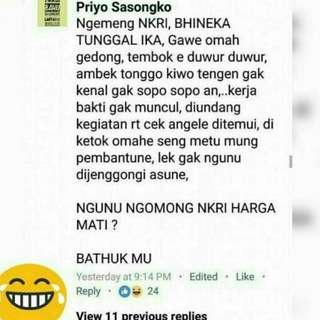 Priyo Sasongko
Ngemeng NKRI, BHINEKA
TUNGGAL IKA, Gawe omah
gedong, tembok e duwur duwur,
ambek tonggo kiwo tengen gak
kenal gak sopo sopo an,..kerja
bakti gak muncul, diundang
kegiatan rt cek angele ditemui, di
ketok omahe seng metu mung
pembantune, lek gak ngunu
dijenggongi asune,
NGUNU NGOMONG NKRI HARGA
MATI ?
BATHUK MU
Yesterday at 9:14 PM • Edited • Like •
Reply • 24
View 11 previous replies